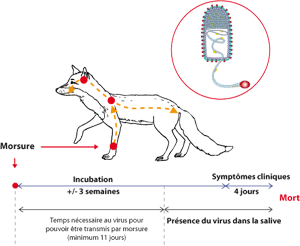 Morsure
Incubation
+/- 3 semaines
Symptômes cliniques
4 jours
Mort
Temps nécessaire au virus pour
pouvoir être transmis par morsure
(minimum 11 jours)
Présence du virus dans la salive